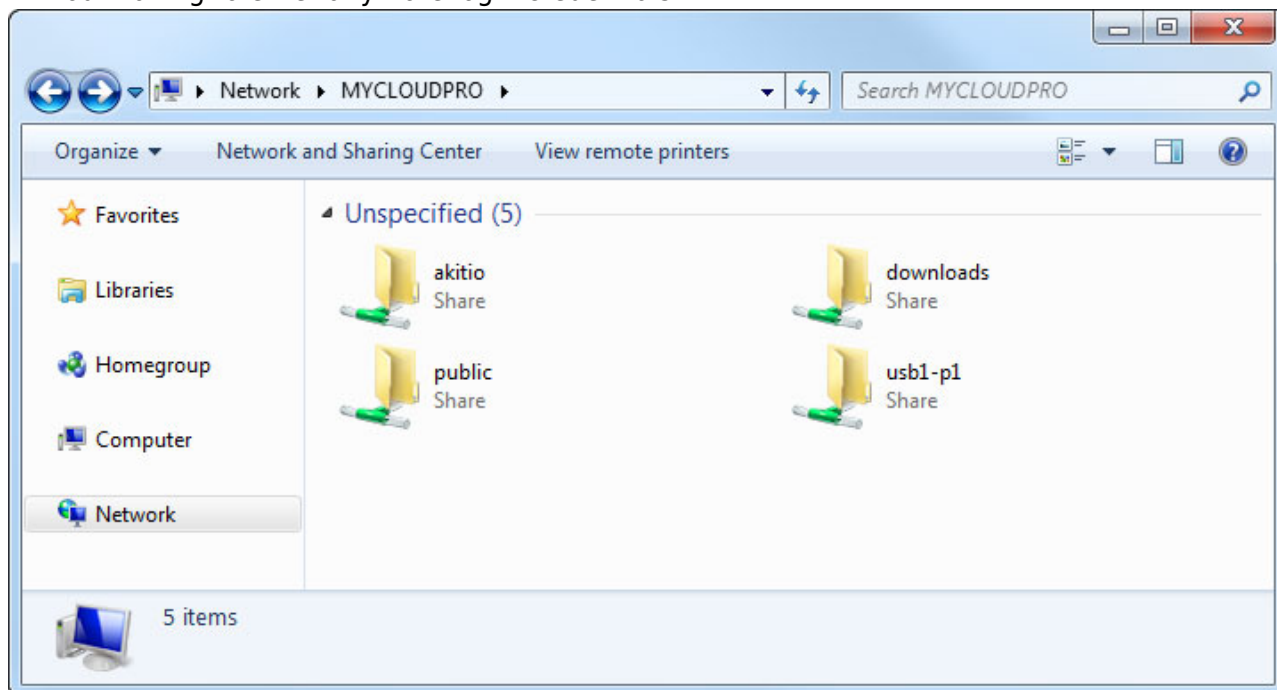 Network ▸ MYCLOUDPRO ▸ Search MYCLOUDPRO
Organize ▾ Network and Sharing Center View remote printers
Favorites
Libraries
Homegroup
Computer
Network
Unspecified (5)
akitio
Share
downloads
Share
public
Share
usb1-p1
Share
5 items